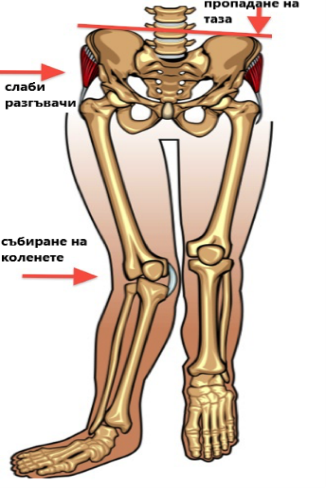 пропадане на
таза
слаби
разгъвачи
събиране на
коленете